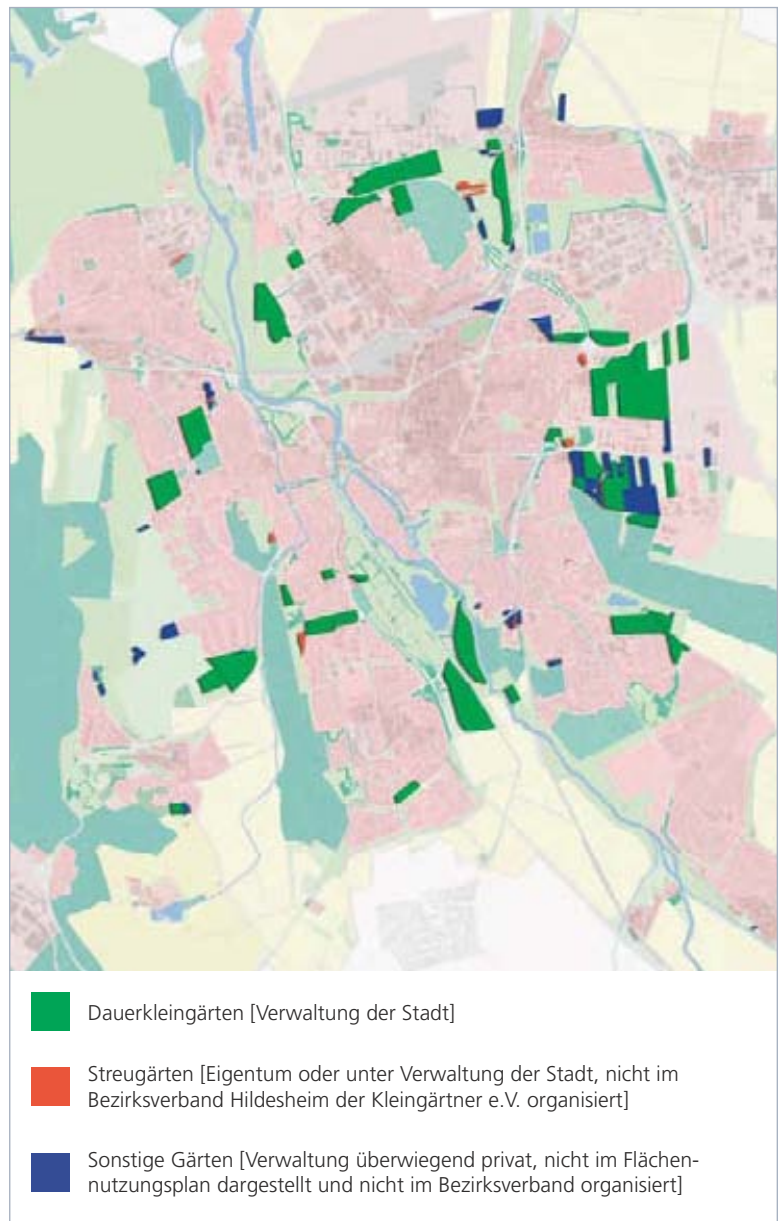 Dauerkleingärten [Verwaltung der Stadt]
Streugärten [Eigentum oder unter Verwaltung der Stadt, nicht im
Bezirksverband Hildesheim der Kleingärtner e.V. organisiert]
Sonstige Gärten [Verwaltung überwiegend privat, nicht im Flächen-
nutzungsplan dargestellt und nicht im Bezirksverband organisiert]